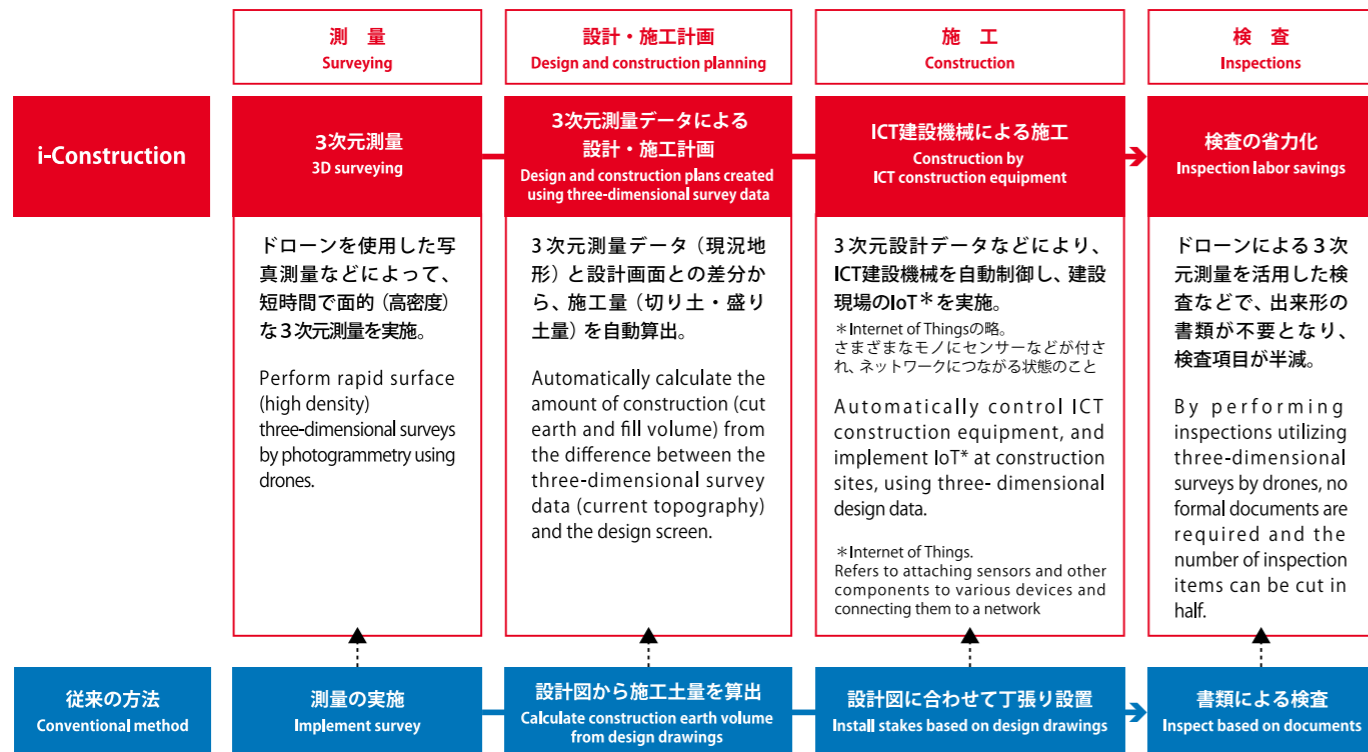 測　量
Surveying
設計・施工計画
Design and construction planning
施　工
Construction
検　査
Inspections
i-Construction
3次元測量
3D surveying
3次元測量データによる
設計・施工計画
Design and construction plans created
using three-dimensional survey data
ICT建設機械による施工
Construction by
ICT construction equipment
検査の省力化
Inspection labor savings
ドローンを使用した写
真測量などによって、
短時間で面的（高密度）
な３次元測量を実施。
Perform rapid surface
(high density)
three-dimensional surveys
by photogrammetry using
drones.
３次元測量データ（現況地
形）と設計画面との差分か
ら、施工量（切り土・盛り
土量）を自動算出。
Automatically calculate the
amount of construction (cut
earth and fill volume) from
the difference between the
three-dimensional survey
data (current topography)
and the design screen.
３次元設計データなどにより、
ICT建設機械を自動制御し、建設
現場のIoT＊を実施。
＊Internet of Thingsの略。
さまざまなモノにセンサーなどが付さ
れ、ネットワークにつながる状態のこと
Automatically control ICT
construction equipment, and
implement IoT* at construction
sites, using three- dimensional
design data.
＊Internet of Things.
Refers to attaching sensors and other
components to various devices and
connecting them to a network
ドローンによる３次
元測量を活用した検
査などで、出来形の
書類が不要となり、
検査項目が半減。
By performing
inspections utilizing
three-dimensional
surveys by drones, no
formal documents are
required and the
number of inspection
items can be cut in
half.
従来の方法
Conventional method
測量の実施
Implement survey
設計図から施工土量を算出
Calculate construction earth volume
from design drawings
設計図に合わせて丁張り設置
Install stakes based on design drawings
書類による検査
Inspect based on documents